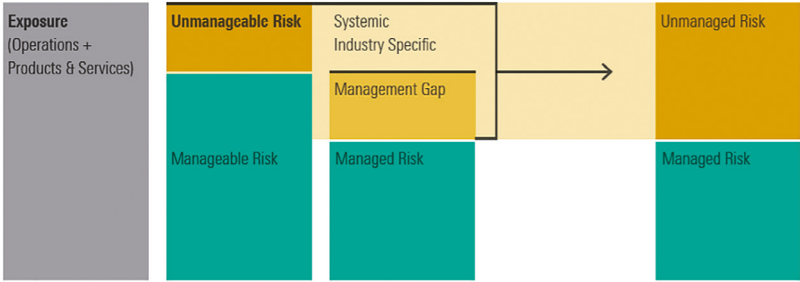 Exposure
(Operations +
Products & Services)
Unmanageable Risk
Manageable Risk
Systemic
Industry Specific
Management Gap
Managed Risk
Unmanaged Risk
Managed Risk